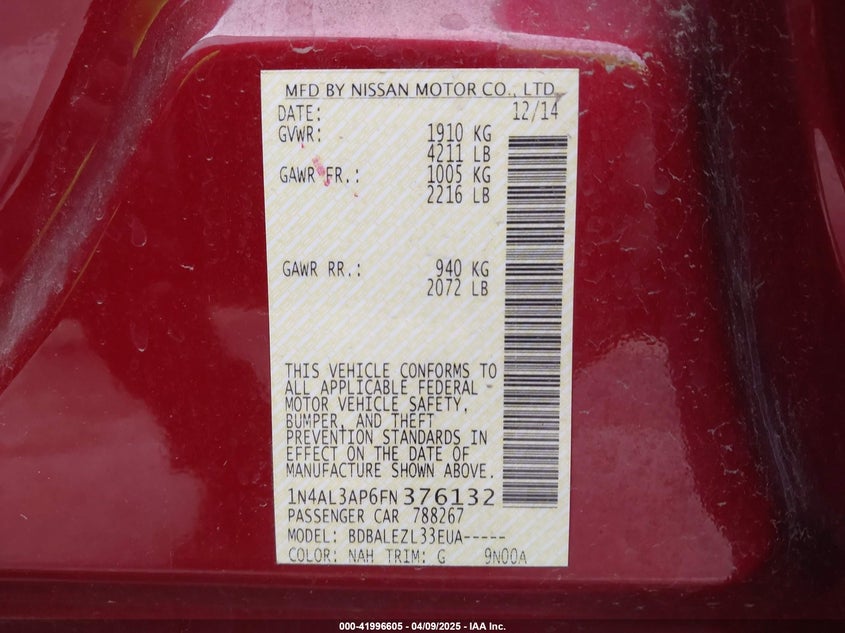 MFD BY NISSAN MOTOR CO., LTD.
DATE: 12/14
GVWR: 1910 KG
4211 LB
GAWR FR.: 1005 KG
2216 LB
GAWR RR.: 940 KG
2072 LB
THIS VEHICLE CONFORMS TO
ALL APPLICABLE FEDERAL
MOTOR VEHICLE SAFETY,
BUMPER, AND THEFT
PREVENTION STANDARDS IN
EFFECT ON THE DATE OF
MANUFACTURE SHOWN ABOVE.
1N4AL3AP6FN376132
PASSENGER CAR 788267
MODEL: BDBALEZL33EUA-----
COLOR: NAH TRIM: G 9N00A
000-41996605 - 04/09/2025 - IAA Inc.